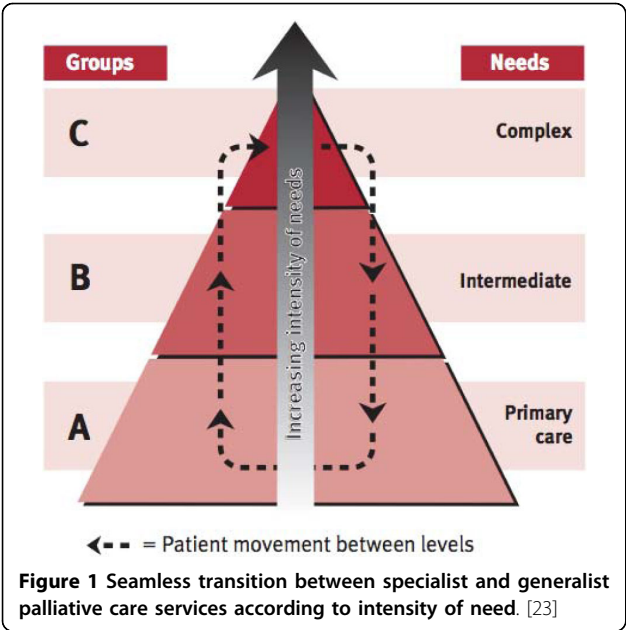 Groups
Needs
C
Complex
Increasing intensity of needs
B
Intermediate
A
Primary
care
= Patient movement between levels
Figure 1 Seamless transition between specialist and generalist
palliative care services according to intensity of need. [23]